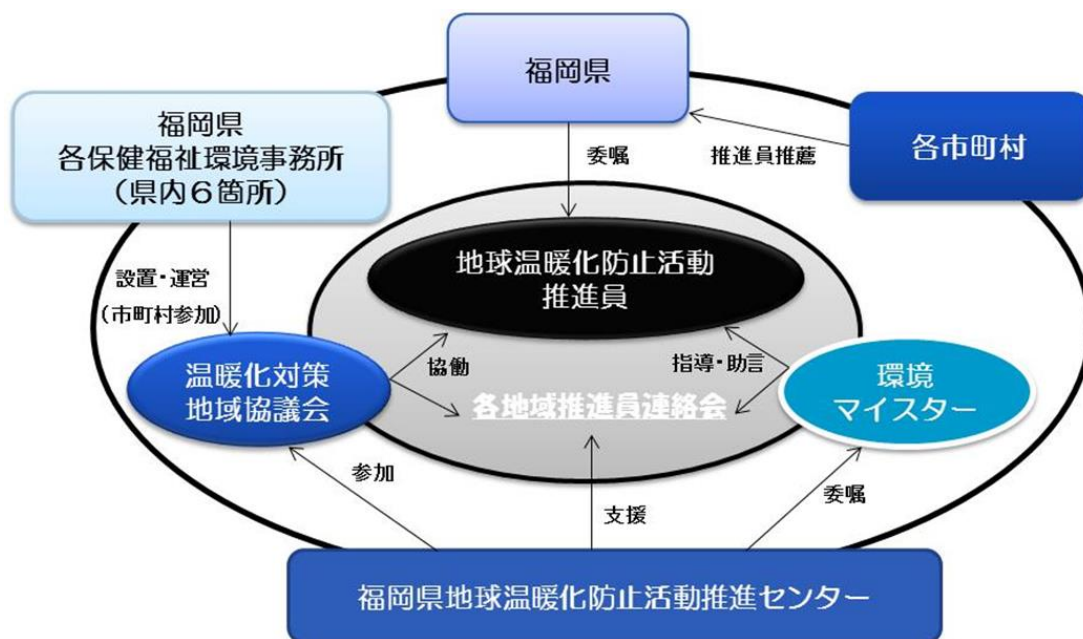 福岡県
福岡県
各保健福祉環境事務所
(県内6箇所)
各市町村
委嘱
推進員推薦
地球温暖化防止活動
推進員
設置・運営
(市町村参加)
温暖化対策
地域協議会
協働
指導・助言
環境
マイスター
各地域推進員連絡会
参加
支援
委嘱
福岡県地球温暖化防止活動推進センター